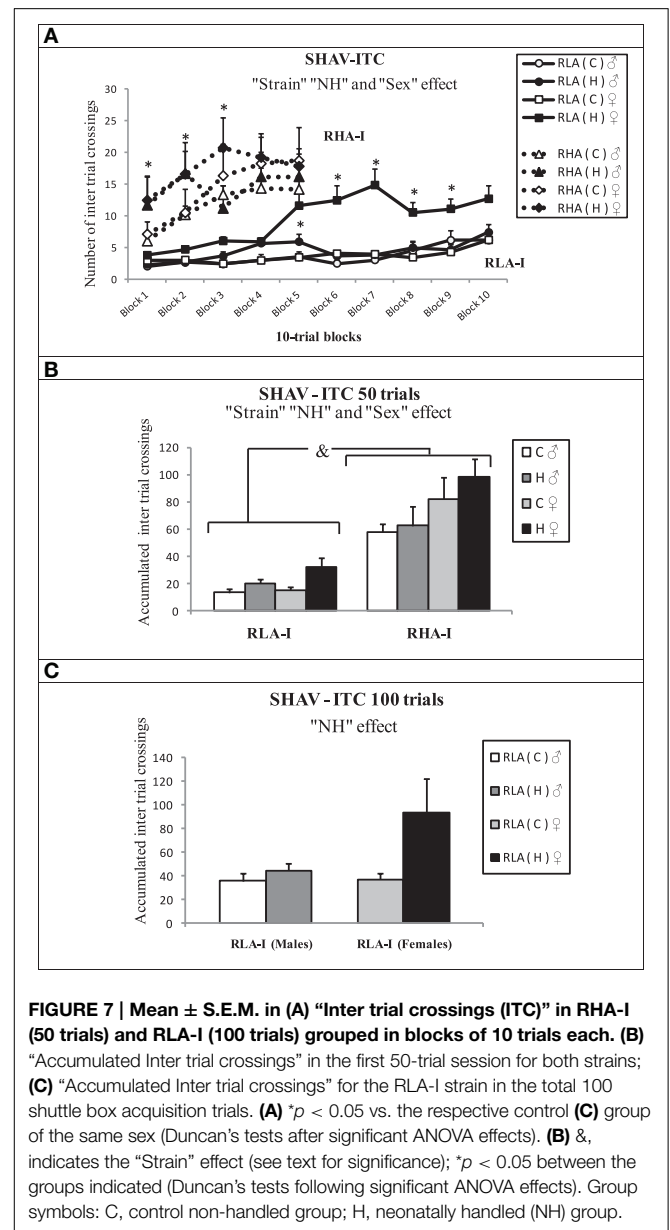 A
SHAV-ITC
"Strain" "NH" and "Sex" effect
Number of inter trial crossings
30
25
20
15
10
5
0
*
*
*
*
*
*
*
*
*
RHA-I
RLA-I
Block 1
Block 2
Block 3
Block 4
Block 5
Block 6
Block 7
Block 8
Block 9
Block 10
10-trial blocks
RLA ( C ) ♂
RLA ( H ) ♂
RLA ( C ) ♀
RLA ( H ) ♀
RHA ( C ) ♂
RHA ( H ) ♂
RHA ( C ) ♀
RHA ( H ) ♀
B
SHAV - ITC 50 trials
"Strain" "NH" and "Sex" effect
Accumulated inter trial crossings
120
100
80
60
40
20
0
&
RLA-I
RHA-I
C ♂
H ♂
C ♀
H ♀
C
SHAV - ITC 100 trials
"NH" effect
Accumulated inter trial crossings
140
120
100
80
60
40
20
0
RLA-I (Males)
RLA-I (Females)
RLA ( C ) ♂
RLA ( H ) ♂
RLA ( C ) ♀
RLA ( H ) ♀
FIGURE 7 | Mean ± S.E.M. in (A) “Inter trial crossings (ITC)” in RHA-I
(50 trials) and RLA-I (100 trials) grouped in blocks of 10 trials each. (B)
“Accumulated Inter trial crossings” in the first 50-trial session for both strains;
(C) “Accumulated Inter trial crossings” for the RLA-I strain in the total 100
shuttle box acquisition trials. (A) *p < 0.05 vs. the respective control (C) group
of the same sex (Duncan’s tests after significant ANOVA effects). (B) &,
indicates the “Strain” effect (see text for significance); *p < 0.05 between the
groups indicated (Duncan’s tests following significant ANOVA effects). Group
symbols: C, control non-handled group; H, neonatally handled (NH) group.